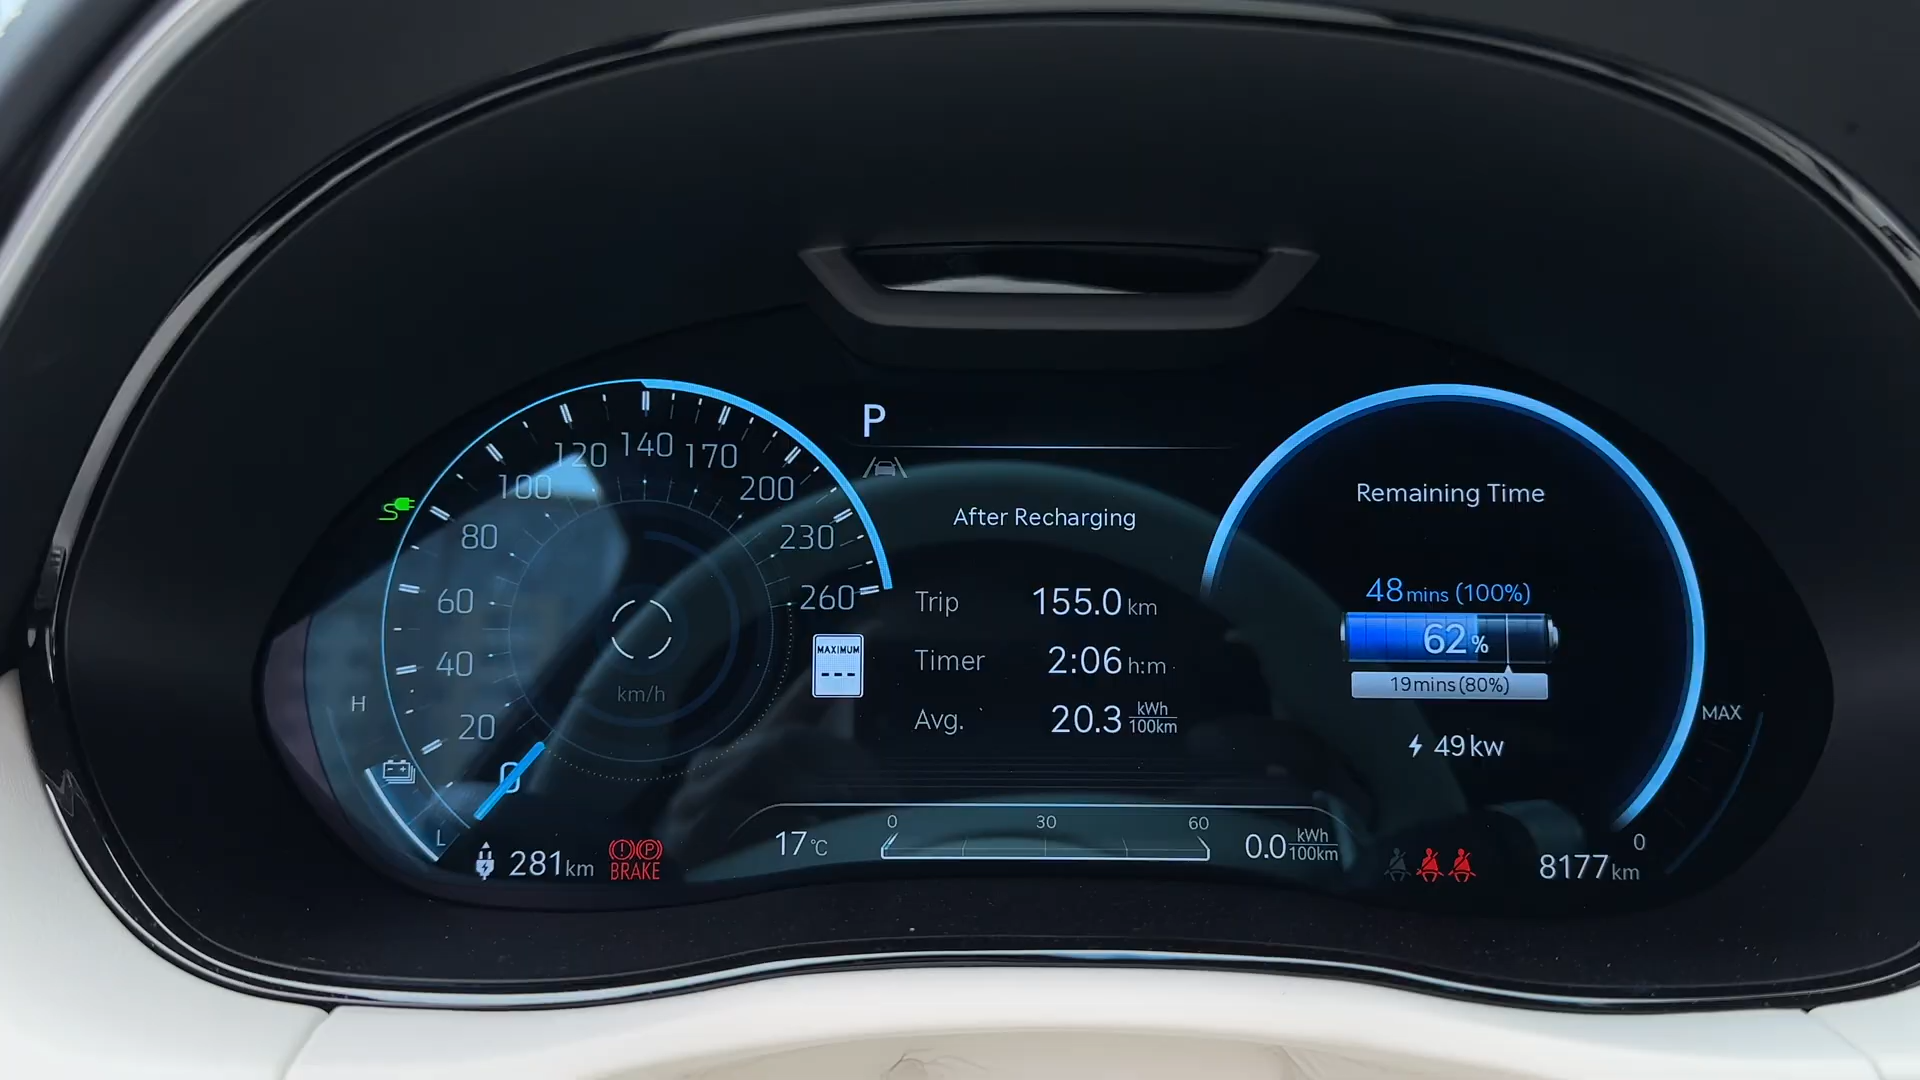 P
0
20
40
60
80
100
120
140
170
200
230
260
km/h
H
L
281 km
BRAKE
MAXIMUM
---
After Recharging
Trip 155.0 km
Timer 2:06 h:m
Avg. 20.3 kWh/100km
17 °C
0 30 60
0.0 kWh/100km
Remaining Time
48 mins (100%)
62 %
19 mins (80%)
49 kw
MAX
0
8177 km